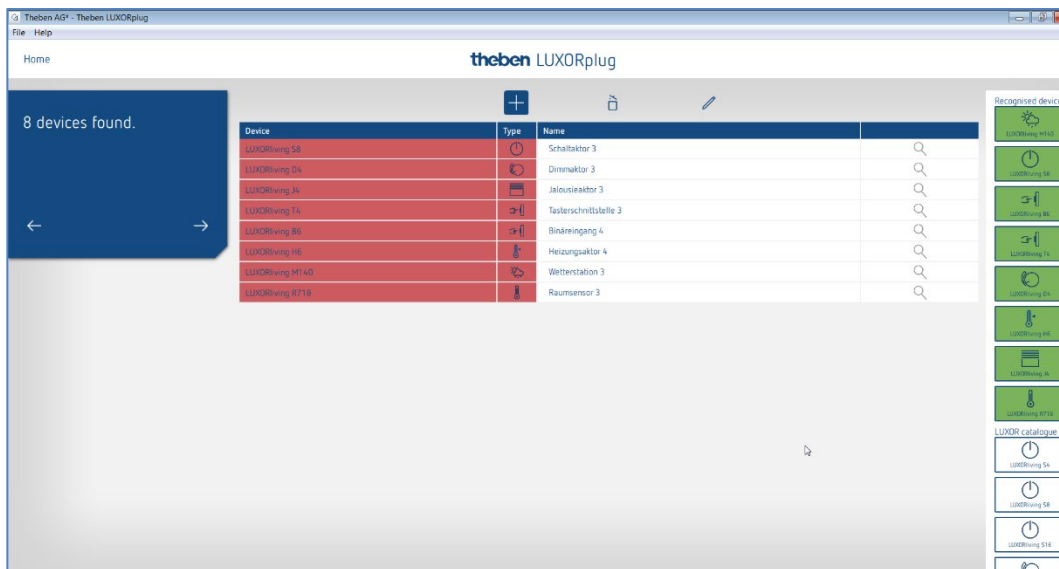 Theben AG® - Theben LUXORplug
File Help
Home
theben LUXORplug
8 devices found.
Device Type Name
LUXORliving S8 Schaltaktor 3
LUXORliving D4 Dimmaktor 3
LUXORliving J4 Jalousieaktor 3
LUXORliving T4 Tasterschnittstelle 3
LUXORliving B6 Binäreingang 4
LUXORliving H6 Heizungsaktor 4
LUXORliving M140 Wetterstation 3
LUXORliving R718 Raumsensor 3
Recognised device
LUXORliving M140
LUXORliving S8
LUXORliving B6
LUXORliving T4
LUXORliving D4
LUXORliving H6
LUXORliving J4
LUXORliving R718
LUXOR catalogue
LUXORliving S4
LUXORliving S8
LUXORliving S16